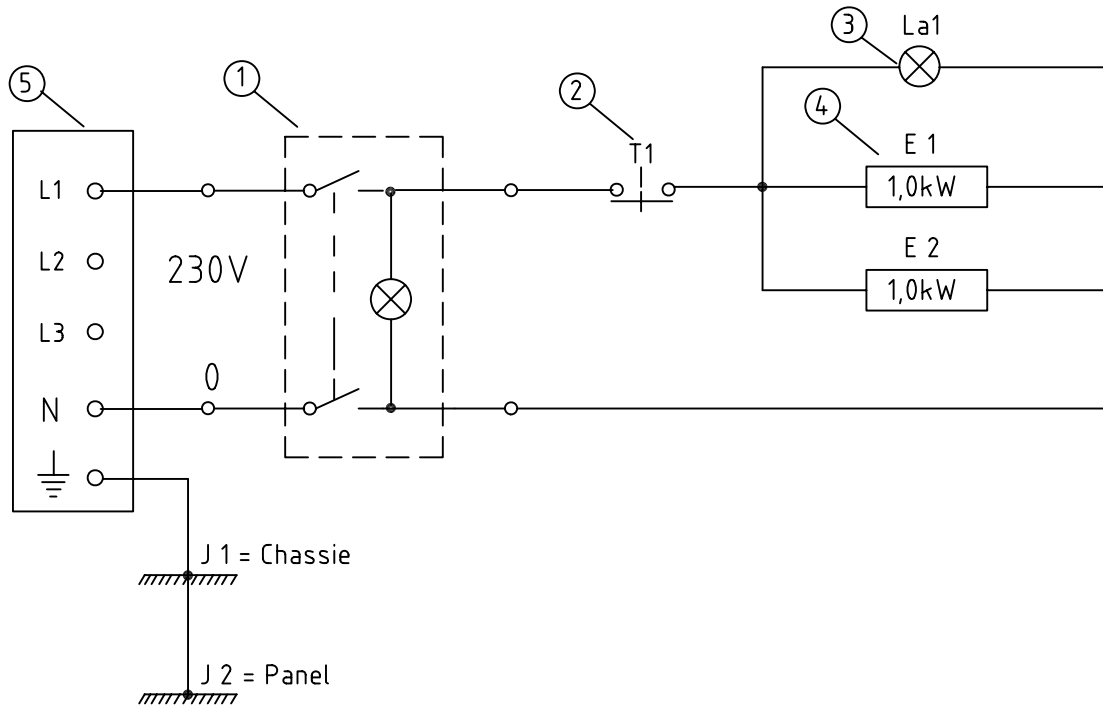 3
La1
5
1
2
4
T1
E 1
L1
1,0kW
E 2
L2
230V
1,0kW
L3
0
N
J 1 = Chassie
J 2 = Panel